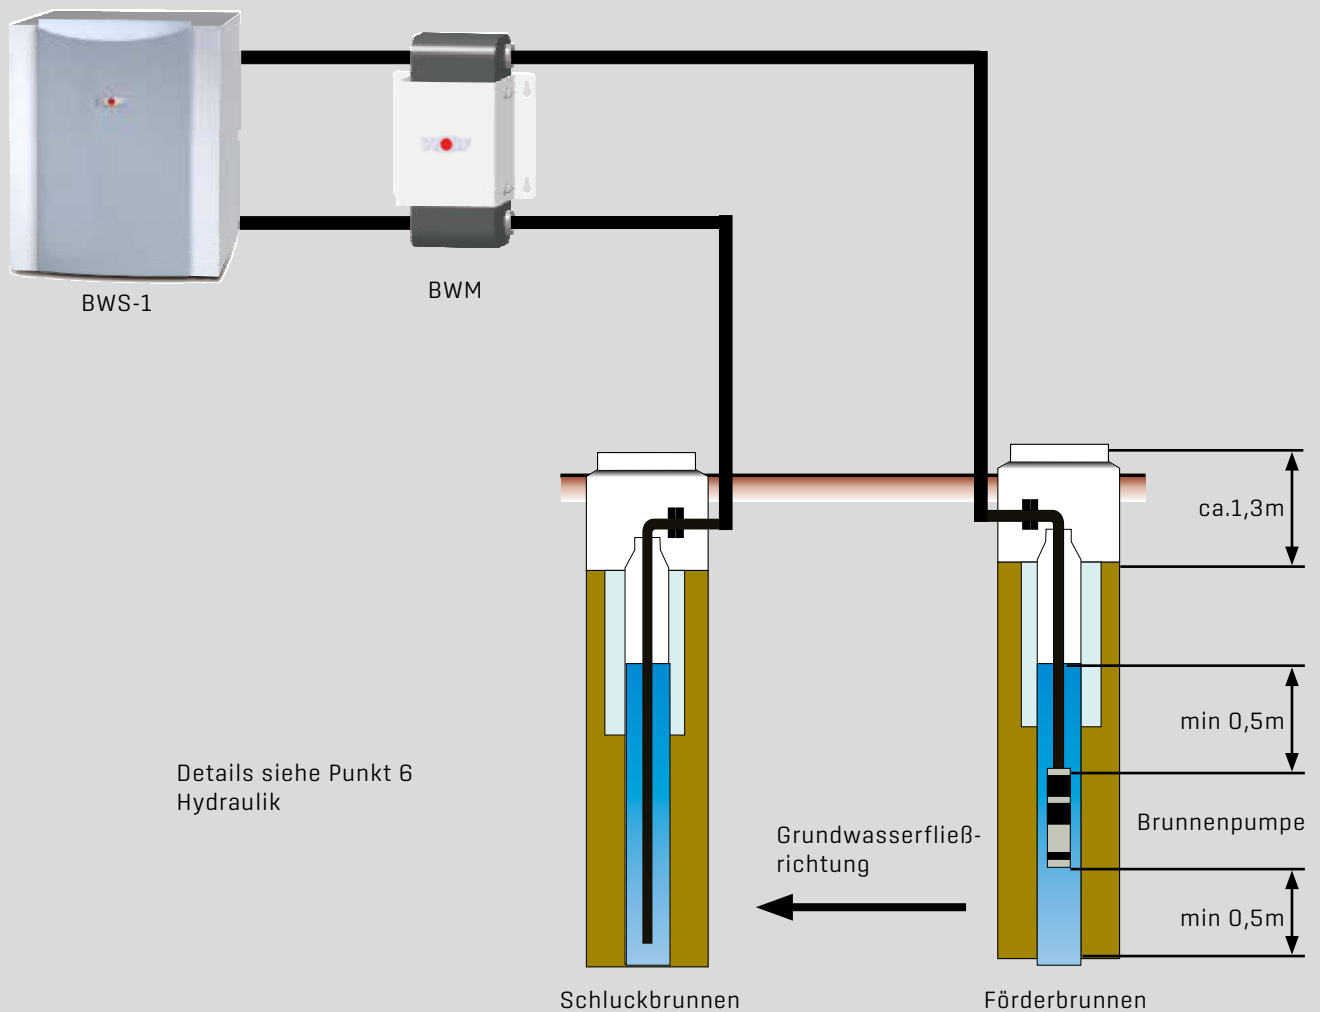 BWS-1
BWM
ca.1,3m
min 0,5m
Details siehe Punkt 6
Hydraulik
Grundwasserfließ-
richtung
Brunnenpumpe
min 0,5m
Schluckbrunnen
Förderbrunnen